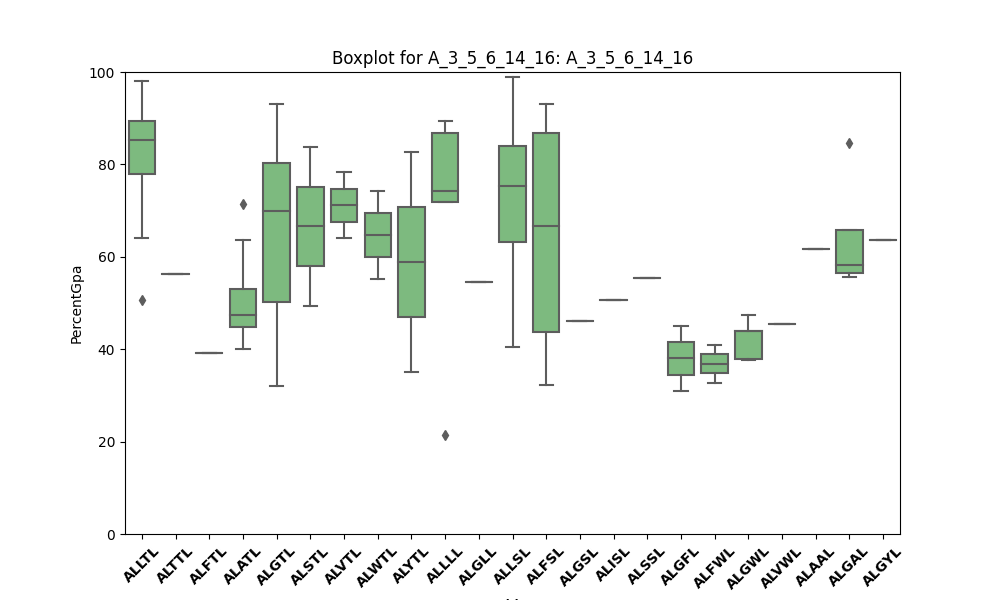 Boxplot for A_3_5_6_14_16: A_3_5_6_14_16
PercentGpa
100
80
60
40
20
0
ALLTL
ALTTL
ALFTL
ALATL
ALGTL
ALSTL
ALVTL
ALWTL
ALYTL
ALLLL
ALGLL
ALLSL
ALFSL
ALGSL
ALISL
ALSSL
ALGFL
ALFWL
ALGWL
ALVWL
ALAAL
ALGAL
ALGYL